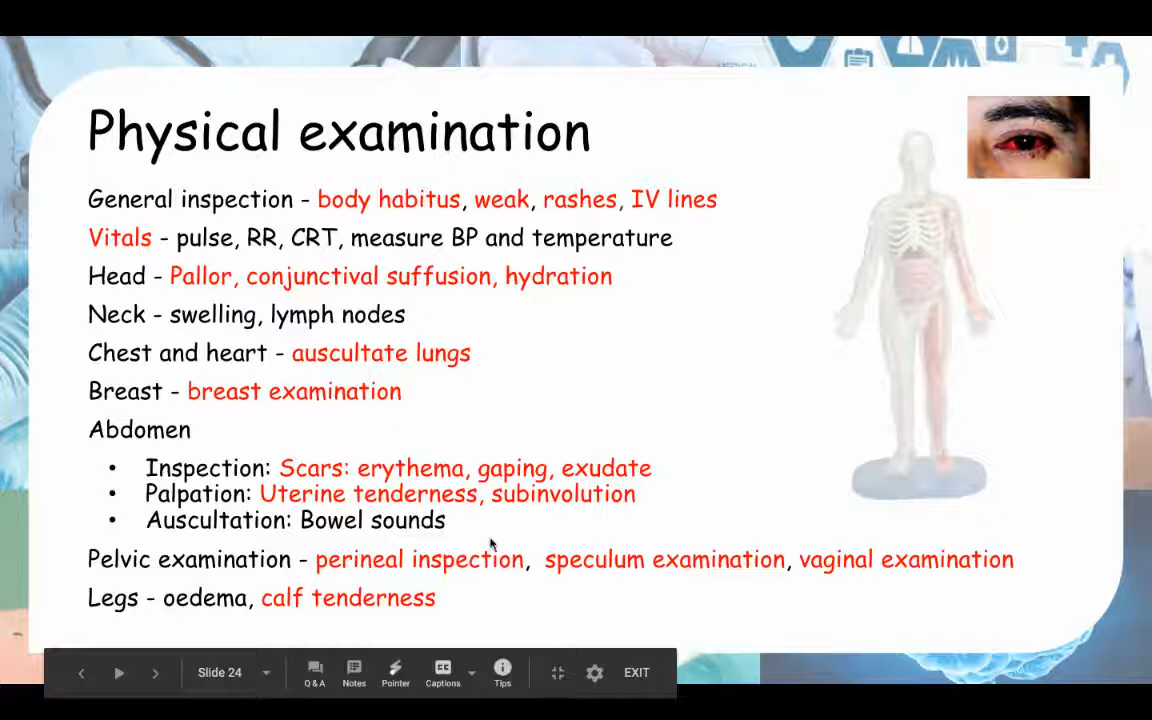 MEDICAL
Physical examination
General inspection - body habitus, weak, rashes, IV lines
Vitals - pulse, RR, CRT, measure BP and temperature
Head - Pallor, conjunctival suffusion, hydration
Neck - swelling, lymph nodes
Chest and heart - auscultate lungs
Breast - breast examination
Abdomen
• Inspection: Scars: erythema, gaping, exudate
• Palpation: Uterine tenderness, subinvolution
• Auscultation: Bowel sounds
Pelvic examination - perineal inspection, speculum examination, vaginal examination
Legs - oedema, calf tenderness
Slide 24
Q & A
Notes
Pointer
CC
Captions
Tips
EXIT